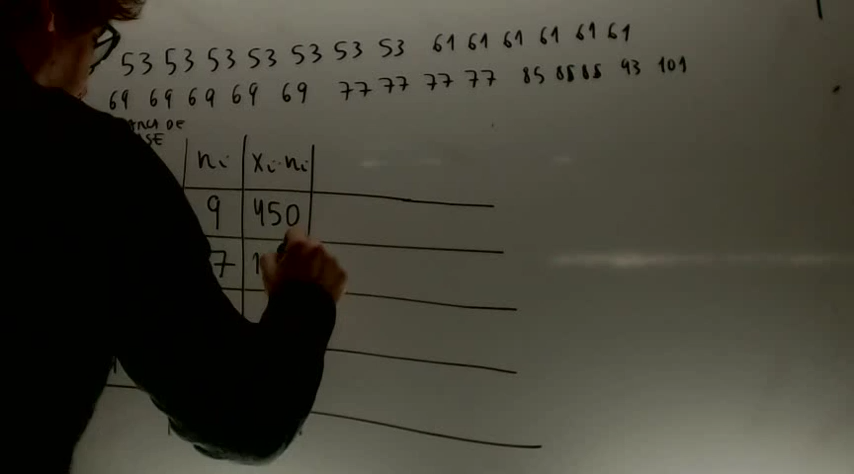 53 53 53 53 53 53 53 61 61 61 61 61 61
69 69 69 69 69 77 77 77 77 85 85 85 93 101
DE
ni xi·ni
9 450
7